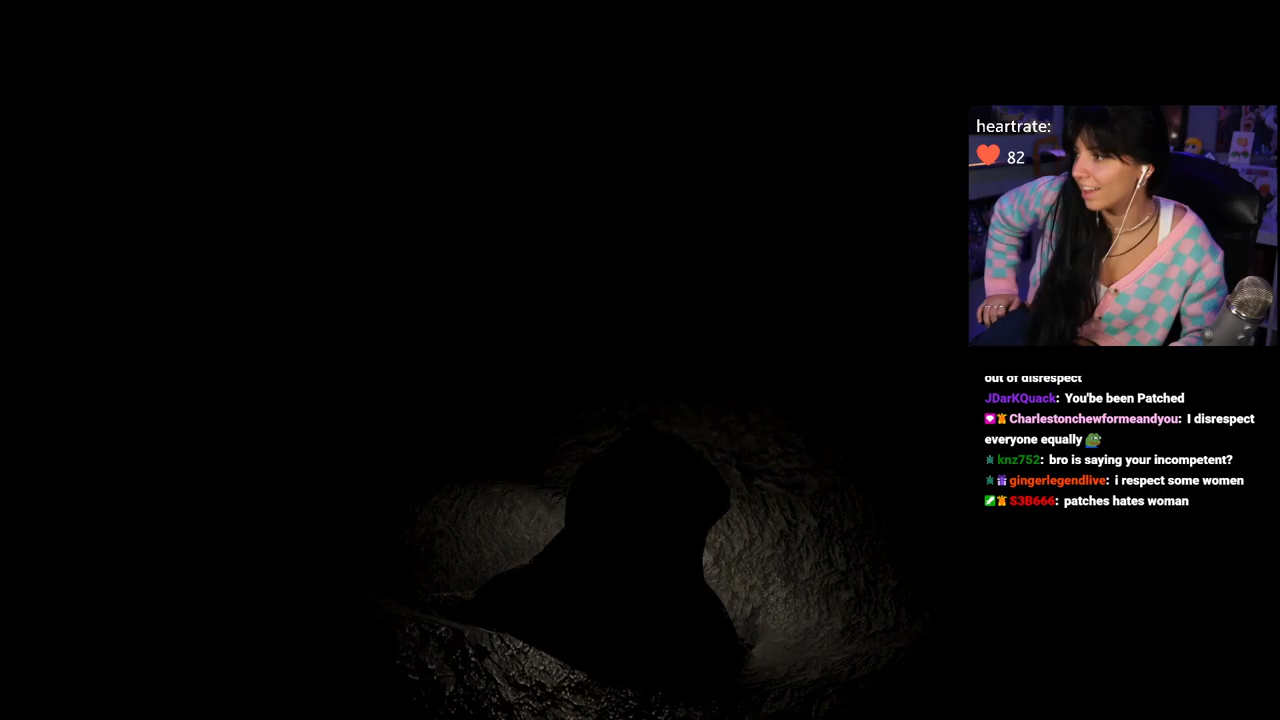 heartrate:
82
out of disrespect
JDarKQuack: You'be been Patched
Charlestonchewformeandyou: I disrespect
everyone equally
knz752: bro is saying your incompetent?
gingerlegendlive: i respect some women
S3B666: patches hates woman